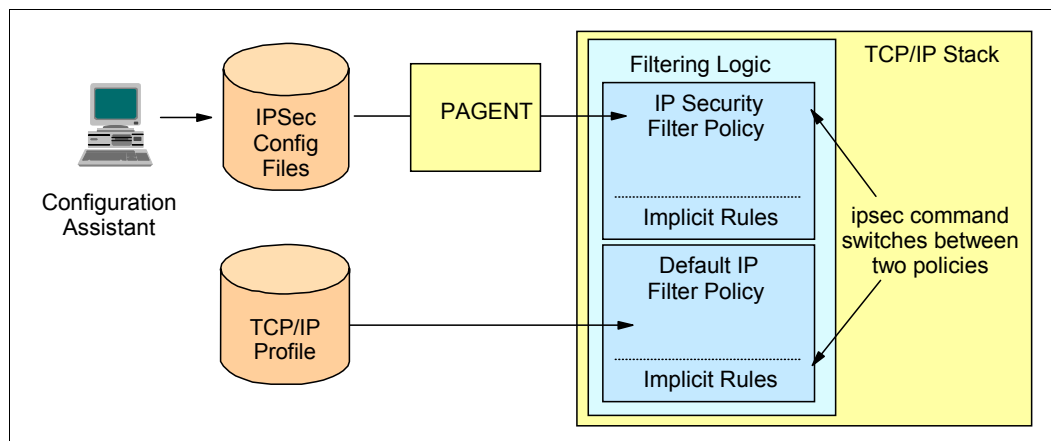 Configuration
Assistant
IPSec
Config
Files
PAGENT
TCP/IP
Profile
TCP/IP Stack
Filtering Logic
IP Security
Filter Policy
Implicit Rules
Default IP
Filter Policy
Implicit Rules
ipsec command
switches between
two policies